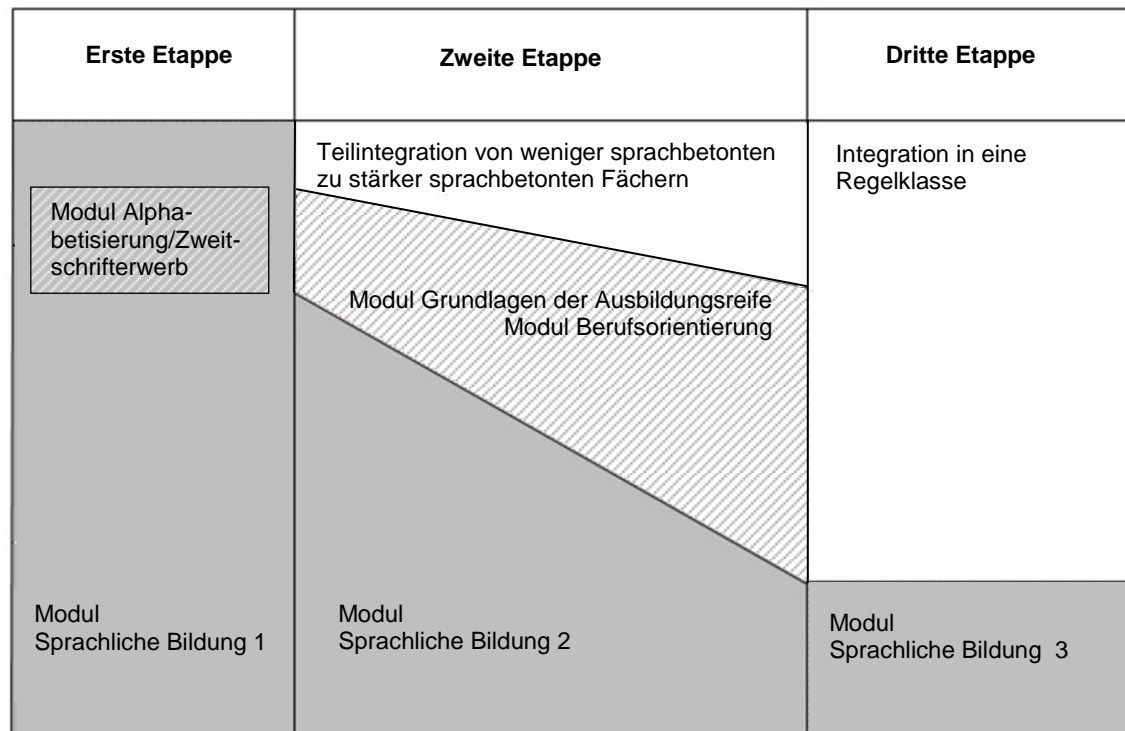 Erste Etappe
Zweite Etappe
Dritte Etappe
Modul Alpha-
betisierung/Zweit-
schrifterwerb
Modul
Sprachliche Bildung 1
Teilintegration von weniger sprachbetonten
zu stärker sprachbetonten Fächern
Modul Grundlagen der Ausbildungsreife
Modul Berufsorientierung
Modul
Sprachliche Bildung 2
Integration in eine
Regelklasse
Modul
Sprachliche Bildung  3